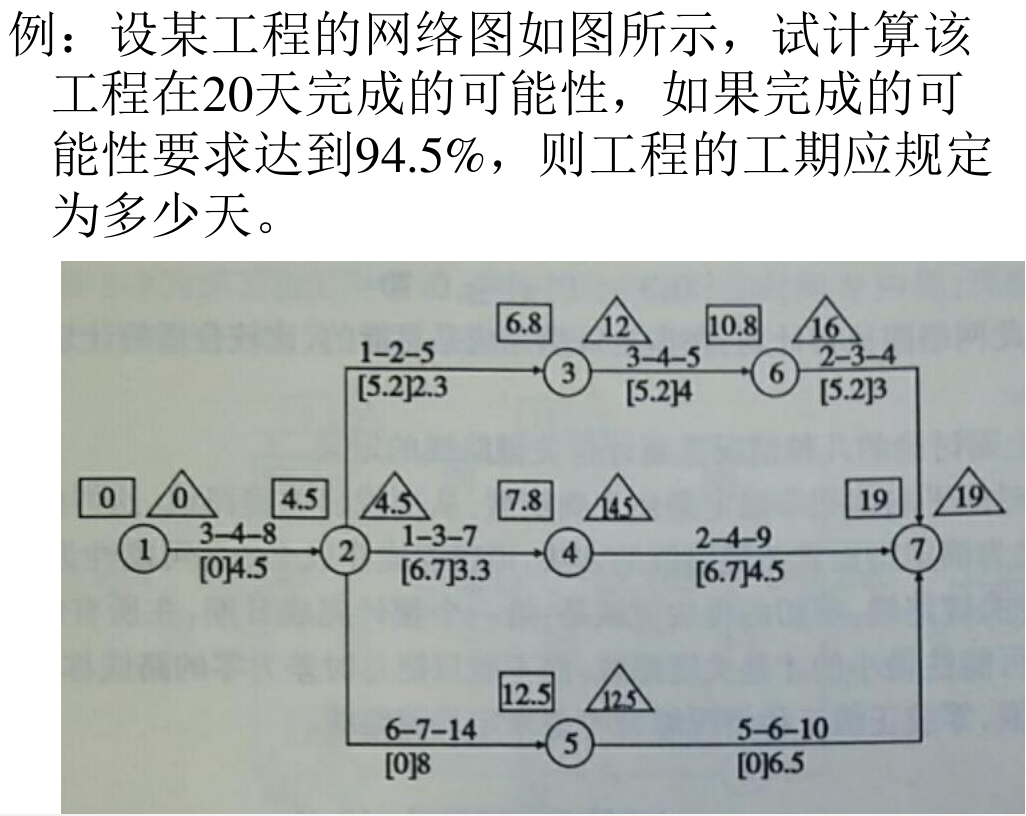 例：设某工程的网络图如图所示，试计算该
工程在20天完成的可能性，如果完成的可
能性要求达到94.5%，则工程的工期应规定
为多少天。
6.8 12 10.8 16
1–2–5 3–4–5 2–3–4
3 6
[5.2]2.3 [5.2]4 [5.2]3
0 0 4.5 4.5 7.8 14.5 19 19
3–4–8 1–3–7 2–4–9
1 2 4 7
[0]4.5 [6.7]3.3 [6.7]4.5
12.5 12.5
6–7–14 5–6–10
5
[0]8 [0]6.5